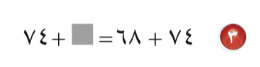 ٣ ٧٤ + ٦٨ = ■ + ٧٤